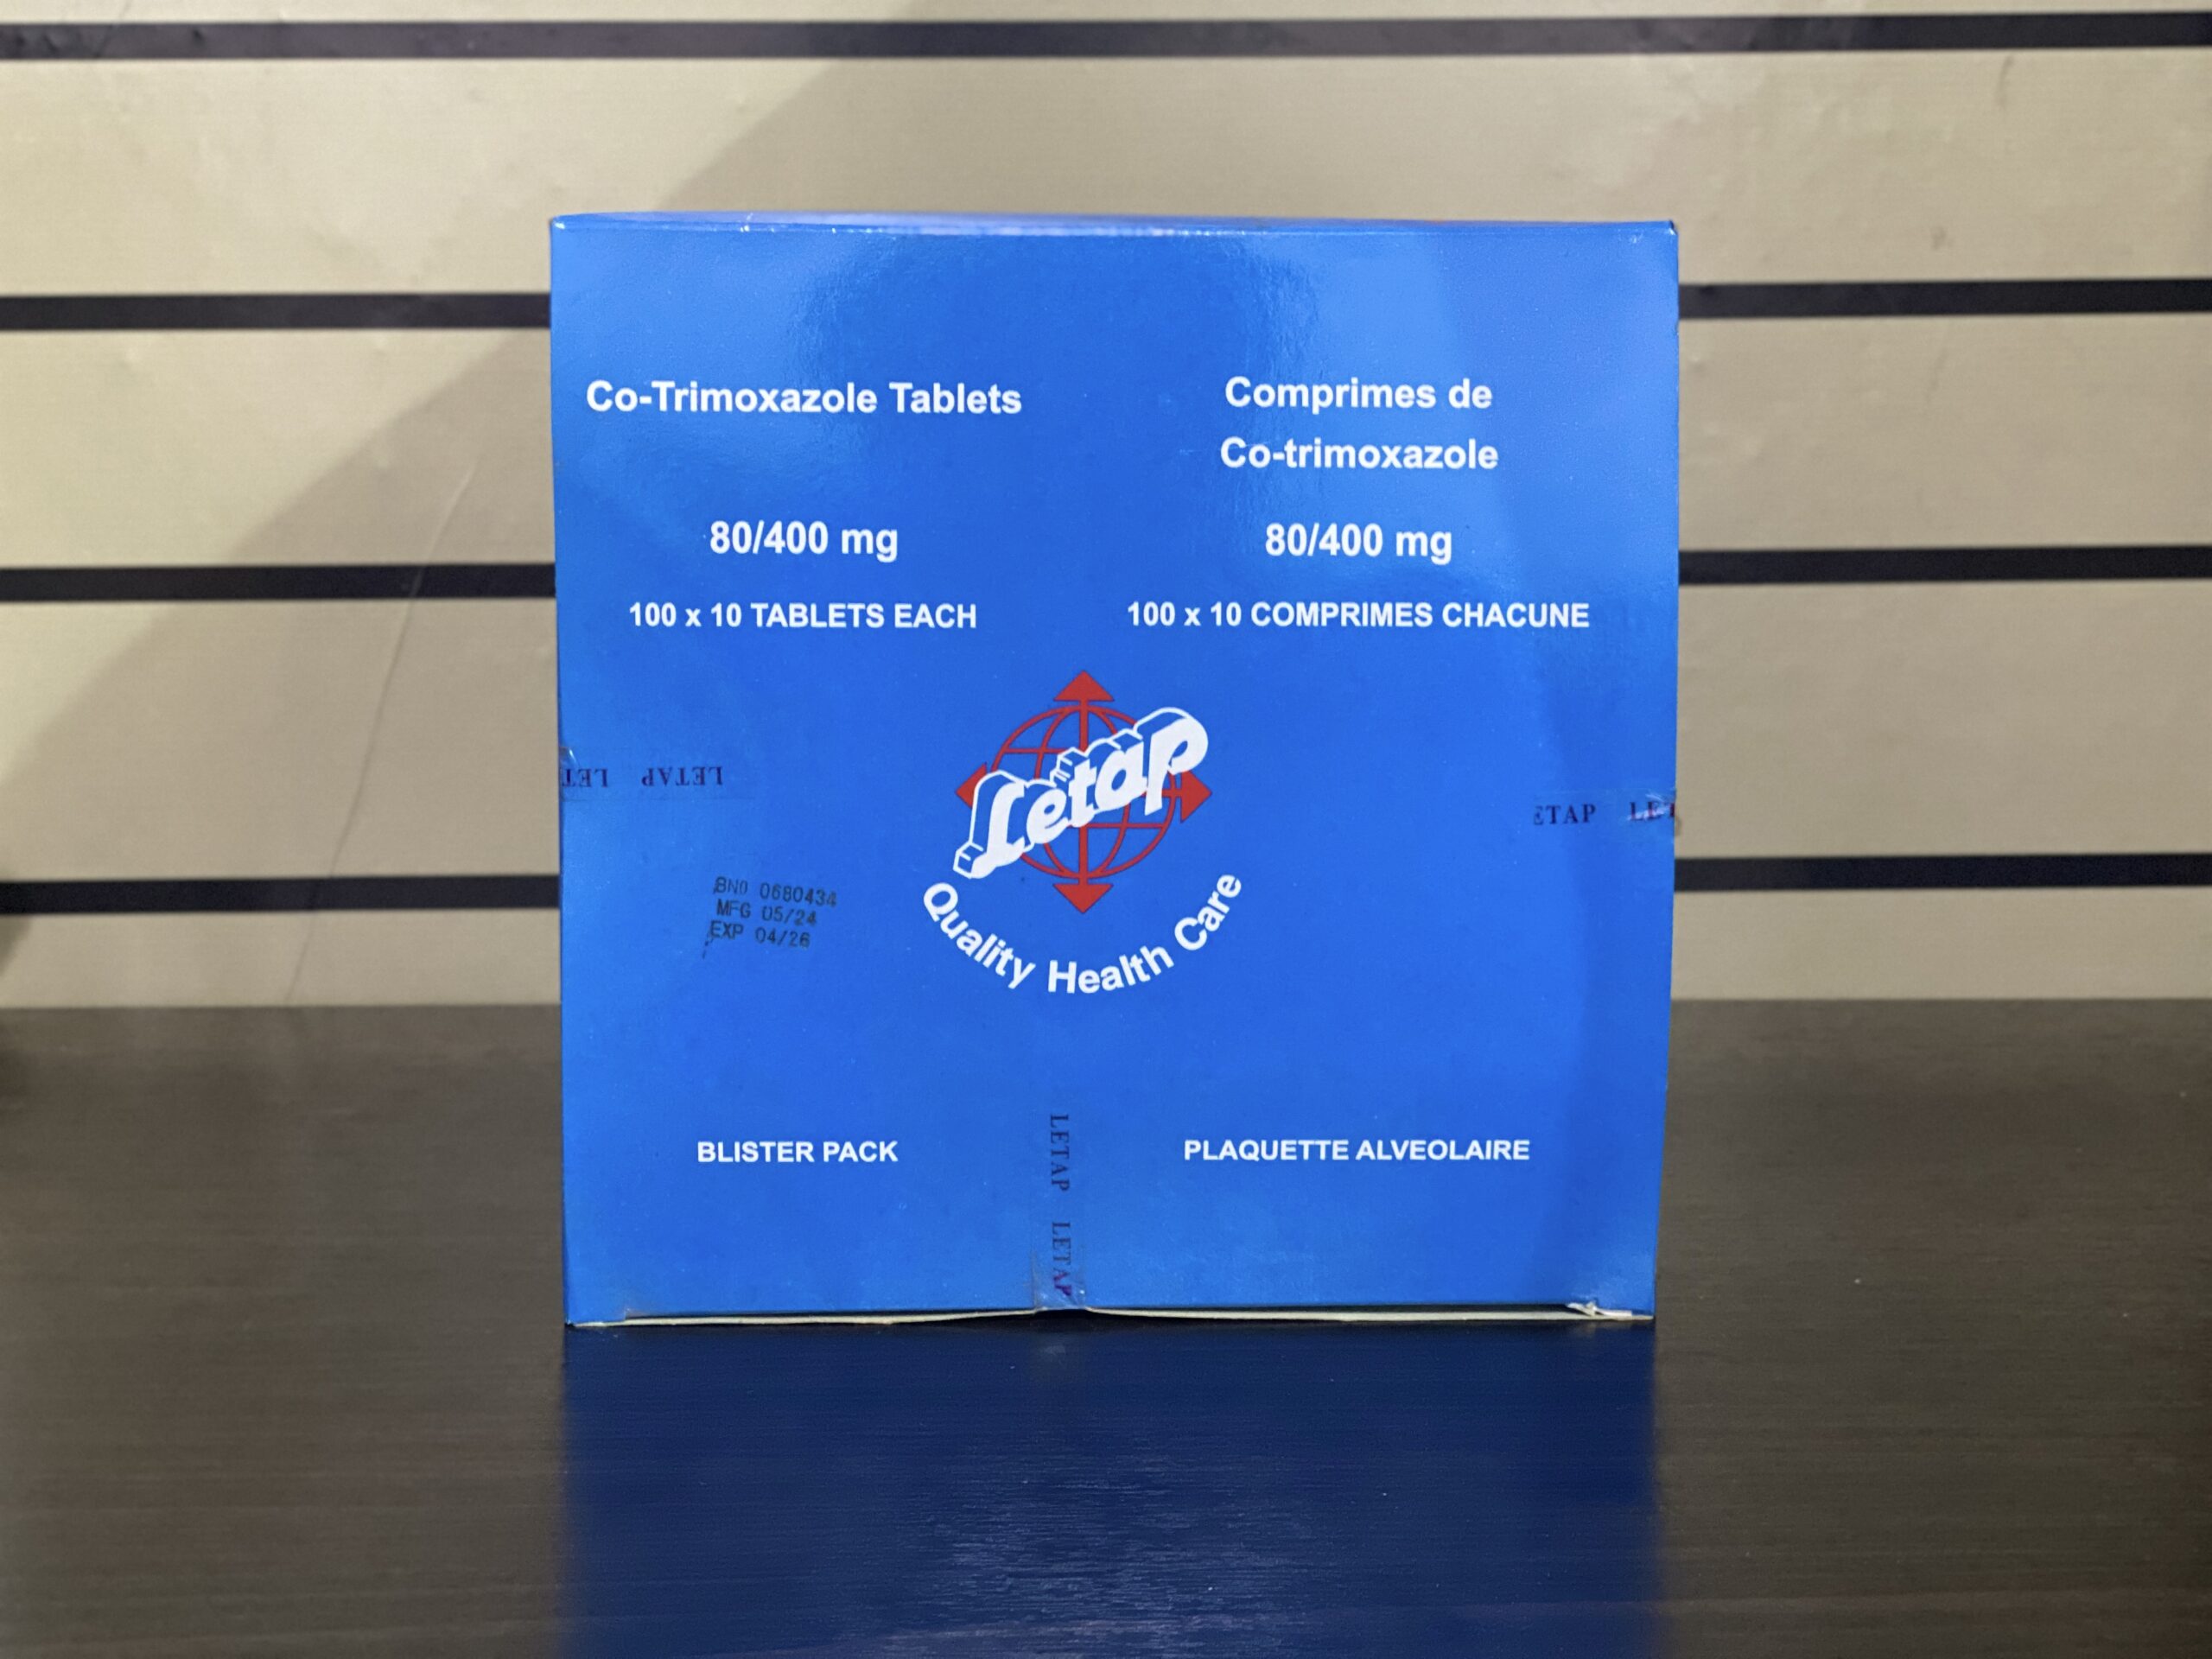 Co-Trimoxazole Tablets
80/400 mg
100 x 10 TABLETS EACH
Comprimes de
Co-trimoxazole
80/400 mg
100 x 10 COMPRIMES CHACUNE
Letap
Quality Health Care
LET LETAP
ETAP LET
BNO 0680434
MFG 05/24
EXP 04/26
BLISTER PACK
PLAQUETTE ALVEOLAIRE
LETAP LETAP